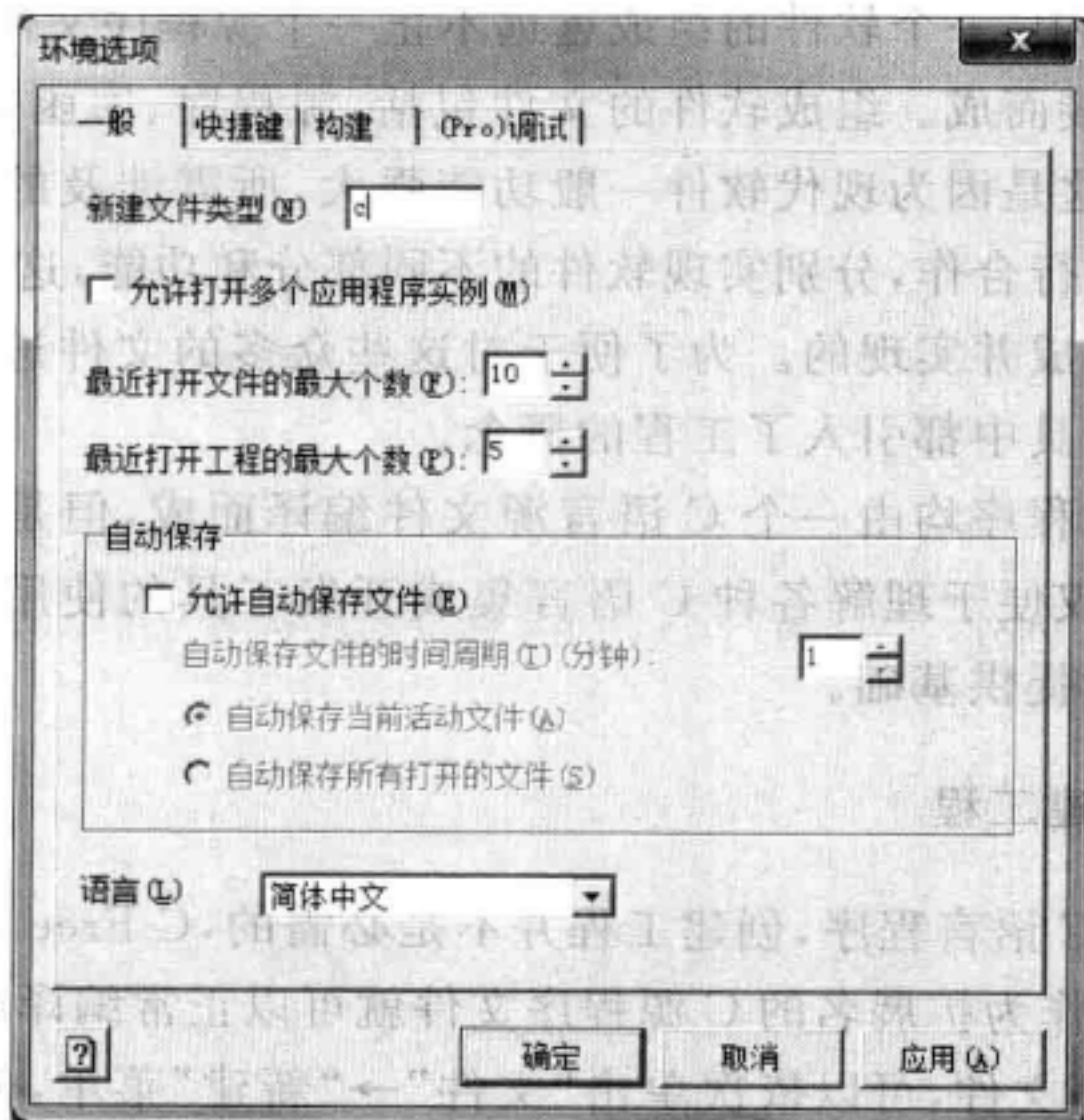 环境选项
一般 快捷键 构建 (Pro)调试
新建文件类型(N) c
允许打开多个应用程序实例(M)
最近打开文件的最大个数(F): 10
最近打开工程的最大个数(P): 5
自动保存
允许自动保存文件(E)
自动保存文件的时间周期(T)(分钟): 1
自动保存当前活动文件(A)
自动保存所有打开的文件(S)
语言(L) 简体中文
确定 取消 应用(A)